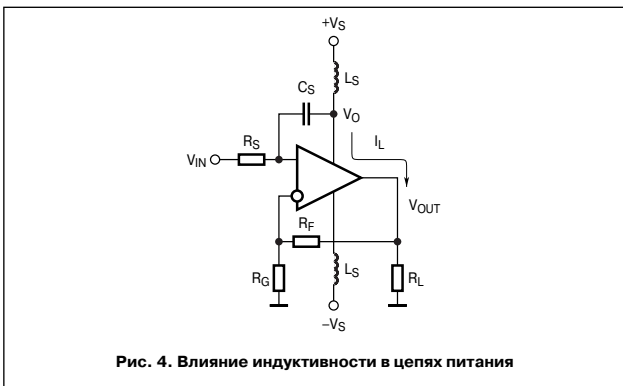 +VS
LS
CS
VO
IL
RS
VIN
VOUT
RF
LS
RG
RL
–VS
Рис. 4. Влияние индуктивности в цепях питания